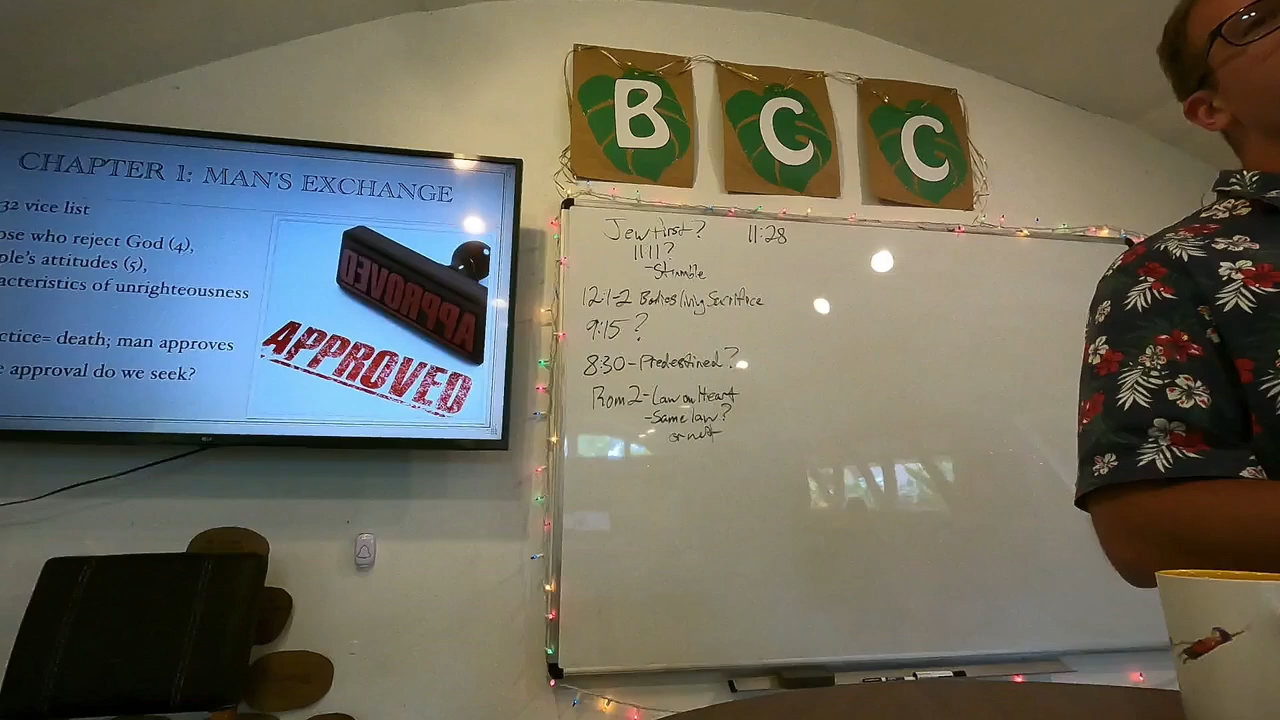 CHAPTER 1: MAN'S EXCHANGE
32 vice list
ose who reject God (4),
ple's attitudes (5),
acteristics of unrighteousness
ctice= death; man approves
e approval do we seek?
APPROVED
APPROVED
B C C
Jew first? 11:28
11:11?
-Stumble
12:1-2 Bodies living Sacrifice
9:15?
8:30-Predestined?
Rom 2-Law on Heart
-Same law?
or not